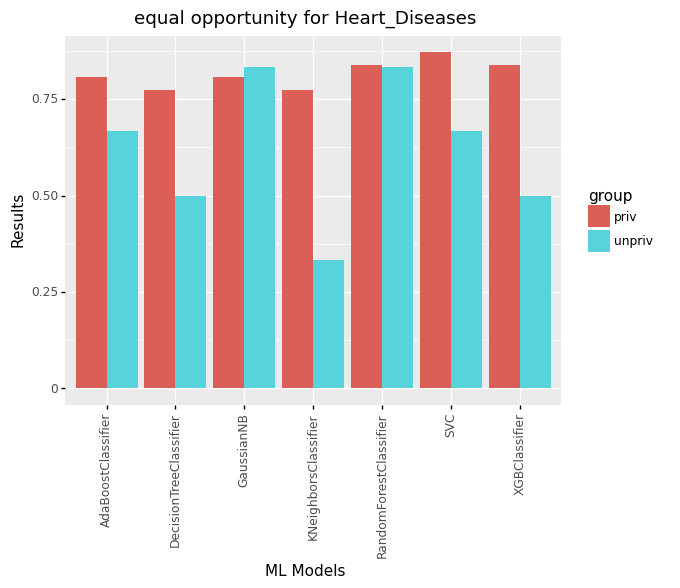 equal opportunity for Heart_Diseases
Results
0.75
0.50
0.25
0
AdaBoostClassifier
DecisionTreeClassifier
GaussianNB
KNeighborsClassifier
RandomForestClassifier
SVC
XGBClassifier
ML Models
group
priv
unpriv